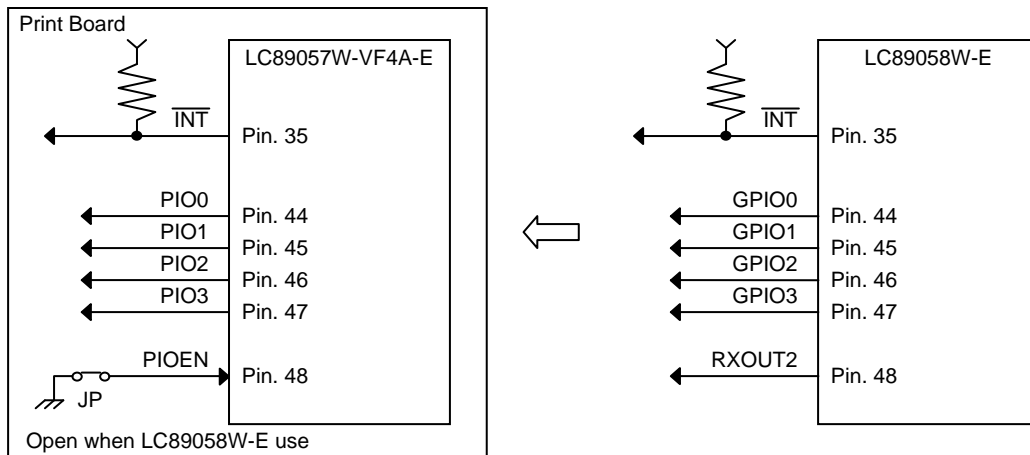 Print Board
LC89057W-VF4A-E
INT
Pin. 35
PIO0
Pin. 44
PIO1
Pin. 45
PIO2
Pin. 46
PIO3
Pin. 47
PIOEN
Pin. 48
JP
Open when LC89058W-E use
LC89058W-E
INT
Pin. 35
GPIO0
Pin. 44
GPIO1
Pin. 45
GPIO2
Pin. 46
GPIO3
Pin. 47
RXOUT2
Pin. 48